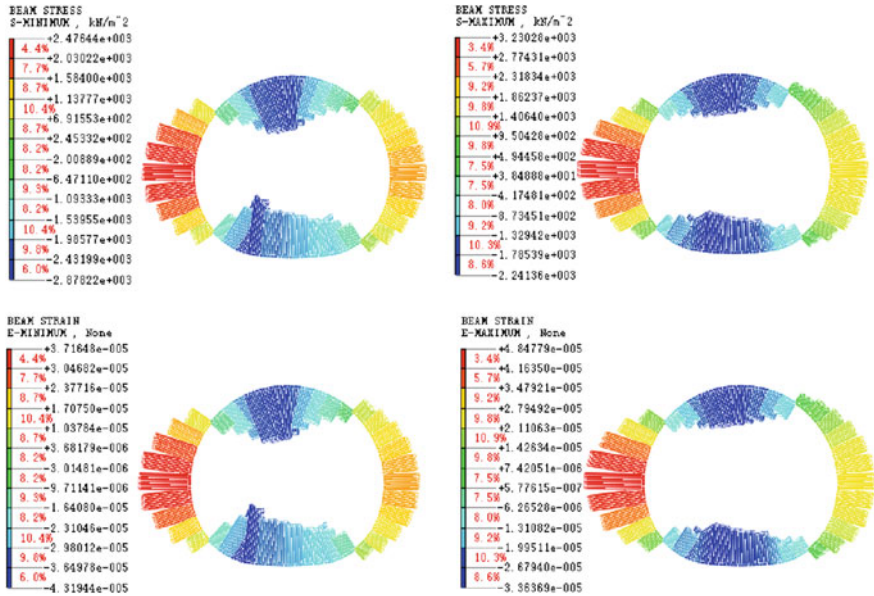 BEAM STRESS
S-MINIMUM , kN/m^2
+2.47644e+003
4.4%
+2.03022e+003
7.7%
+1.58400e+003
8.7%
+1.13777e+003
10.4%
+6.91553e+002
8.7%
+2.45332e+002
8.2%
-2.00889e+002
8.2%
-6.47110e+002
9.3%
-1.09333e+003
8.2%
-1.53955e+003
10.4%
-1.98577e+003
9.8%
-2.43199e+003
6.0%
-2.87822e+003
BEAM STRESS
S-MAXIMUM , kN/m^2
+3.23028e+003
3.4%
+2.77431e+003
5.7%
+2.31834e+003
9.2%
+1.86237e+003
9.8%
+1.40640e+003
10.9%
+9.50428e+002
9.8%
+4.94458e+002
7.5%
+3.84888e+001
7.5%
-4.17481e+002
8.0%
-8.73451e+002
9.2%
-1.32942e+003
10.3%
-1.78539e+003
8.6%
-2.24136e+003
BEAM STRAIN
E-MINIMUM , None
+3.71648e-005
4.4%
+3.04682e-005
7.7%
+2.37716e-005
8.7%
+1.70750e-005
10.4%
+1.03784e-005
8.7%
+3.68179e-006
8.2%
-3.01481e-006
8.2%
-9.71141e-006
9.3%
-1.64080e-005
8.2%
-2.31046e-005
10.4%
-2.98012e-005
9.8%
-3.64978e-005
6.0%
-4.31944e-005
BEAM STRAIN
E-MAXIMUM , None
+4.84779e-005
3.4%
+4.16350e-005
5.7%
+3.47921e-005
9.2%
+2.79492e-005
9.8%
+2.11063e-005
10.9%
+1.42634e-005
9.8%
+7.42051e-006
7.5%
+5.77615e-007
7.5%
-6.26528e-006
8.0%
-1.31082e-005
9.2%
-1.99511e-005
10.3%
-2.67940e-005
8.6%
-3.36369e-005